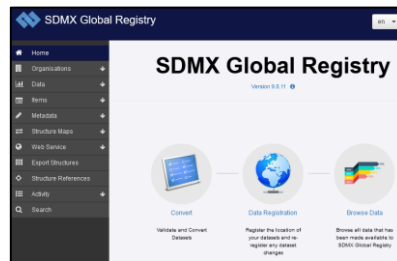 SDMX Global Registry
en
Home
Organisations
Data
Items
Metadata
Structure Maps
Web Service
Export Structures
Structure References
Activity
Search
SDMX Global Registry
Convert
Validate and Convert
Datasets
Data Registration
Register the location of
your datasets and re-
register any dataset
changes
Browse Data
Browse all data that has
been made available to
SDMX Global Registry